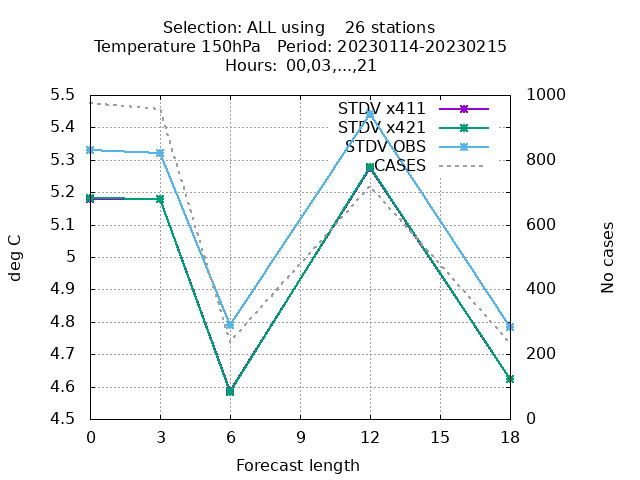 Selection: ALL using    26 stations
Temperature 150hPa   Period: 20230114-20230215
Hours: 00,03,...,21
STDV x411
STDV x421
STDV OBS
CASES
5.5
5.4
5.3
5.2
5.1
5
4.9
4.8
4.7
4.6
4.5
deg C
1000
800
600
400
200
0
No cases
0 3 6 9 12 15 18
Forecast length